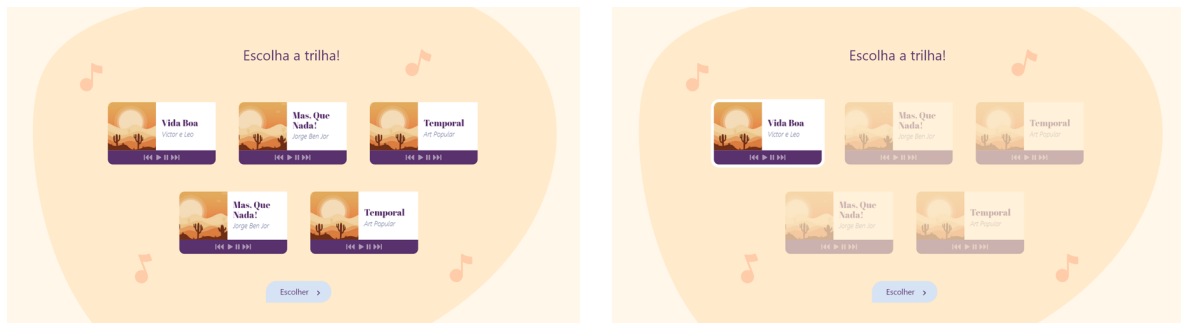 Escolha a trilha!
Vida Boa
Victor e Leo
Mas, Que
Nada!
Jorge Ben Jor
Temporal
Art Popular
Mas, Que
Nada!
Jorge Ben Jor
Temporal
Art Popular
Escolher
Escolha a trilha!
Vida Boa
Victor e Leo
Mas, Que
Nada!
Jorge Ben Jor
Temporal
Art Popular
Mas, Que
Nada!
Jorge Ben Jor
Temporal
Art Popular
Escolher